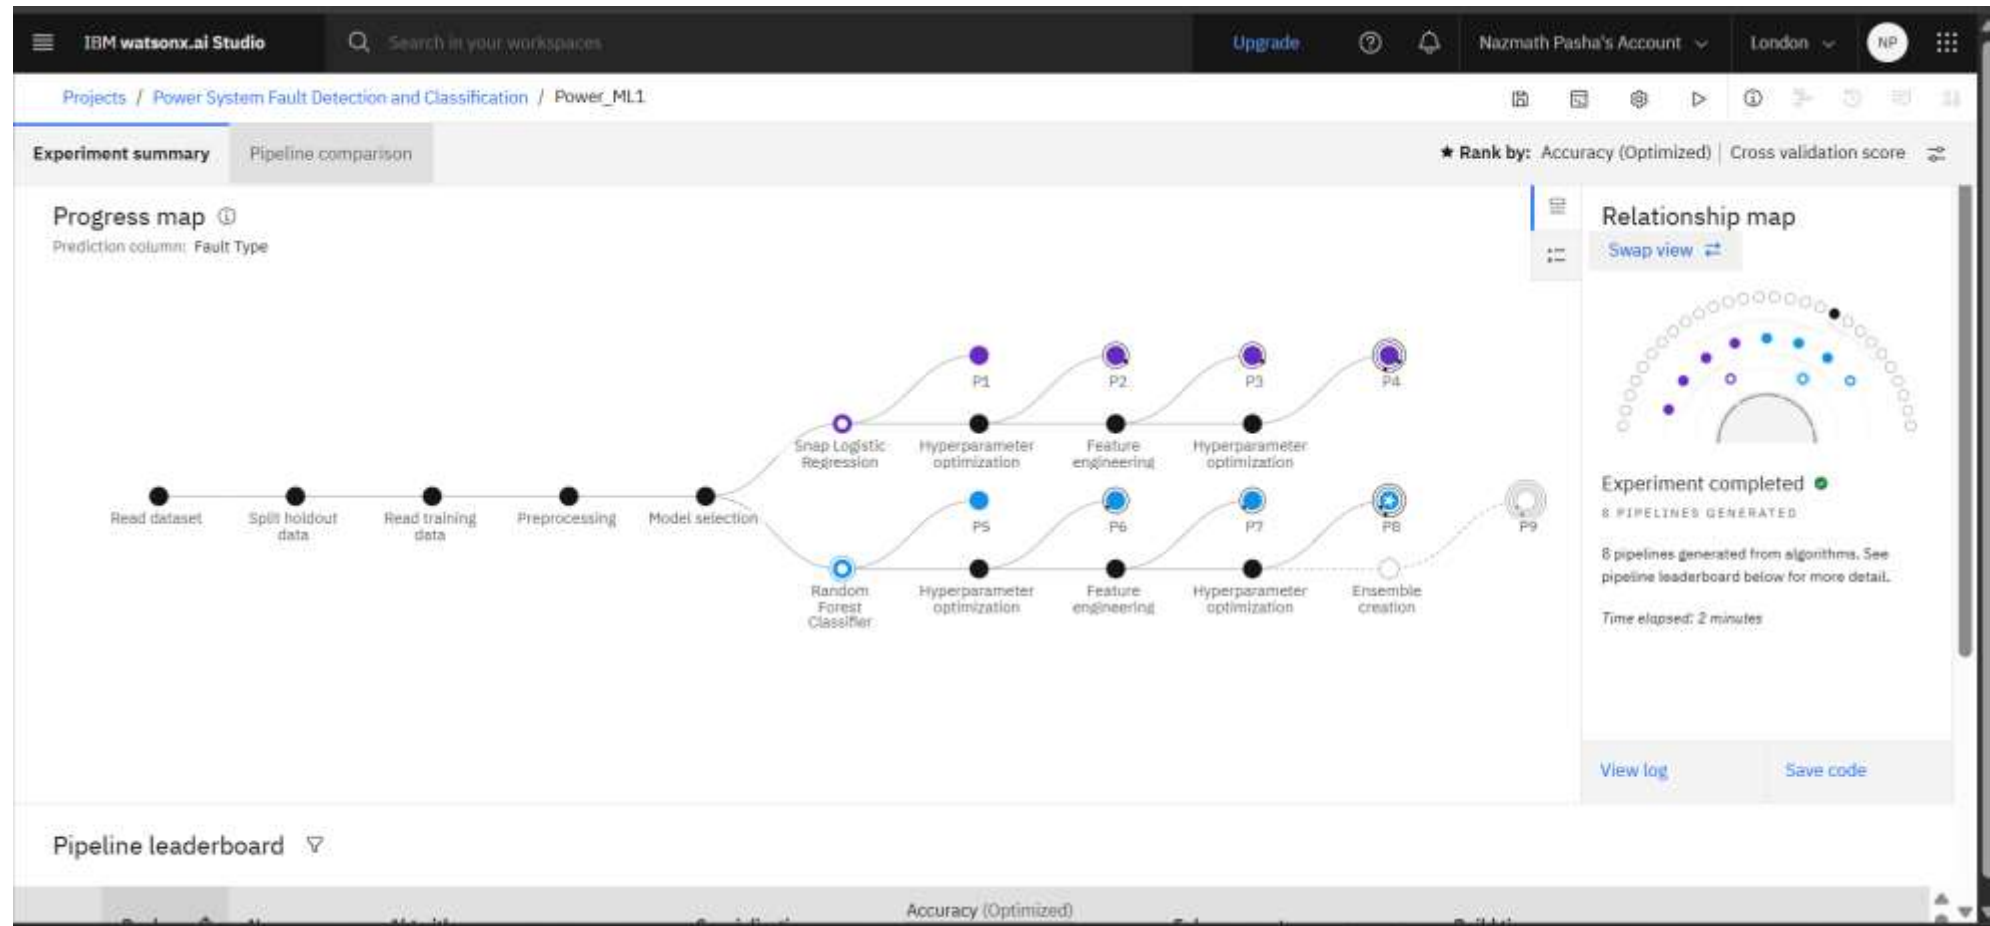 IBM watsonx.ai Studio
Search in your workspaces
Upgrade
Nazmath Pasha's Account
London
NP
Projects / Power System Fault Detection and Classification / Power_ML1
Experiment summary
Pipeline comparison
★ Rank by: Accuracy (Optimized) | Cross validation score
Progress map
Prediction column: Fault Type
Relationship map
Swap view
P1
P2
P3
P4
Snap Logistic
Regression
Hyperparameter
optimization
Feature
engineering
Hyperparameter
optimization
Read dataset
Split holdout
data
Read training
data
Preprocessing
Model selection
P5
P6
P7
P8
P9
Random
Forest
Classifier
Hyperparameter
optimization
Feature
engineering
Hyperparameter
optimization
Ensemble
creation
Experiment completed
8 PIPELINES GENERATED
8 pipelines generated from algorithms. See
pipeline leaderboard below for more detail.
Time elapsed: 2 minutes
View log
Save code
Pipeline leaderboard
Accuracy (Optimized)